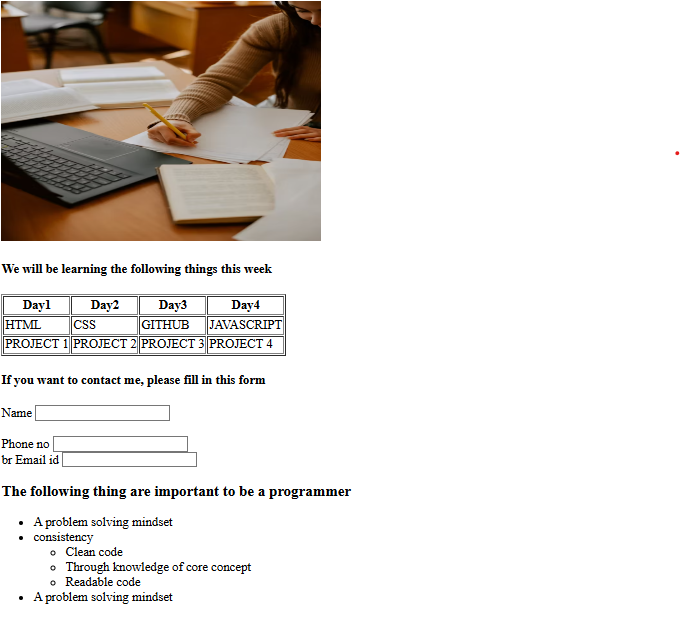 We will be learning the following things this week
Day1 Day2 Day3 Day4
HTML CSS GITHUB JAVASCRIPT
PROJECT 1 PROJECT 2 PROJECT 3 PROJECT 4
If you want to contact me, please fill in this form
Name
Phone no
br Email id
The following thing are important to be a programmer
A problem solving mindset
consistency
Clean code
Through knowledge of core concept
Readable code
A problem solving mindset